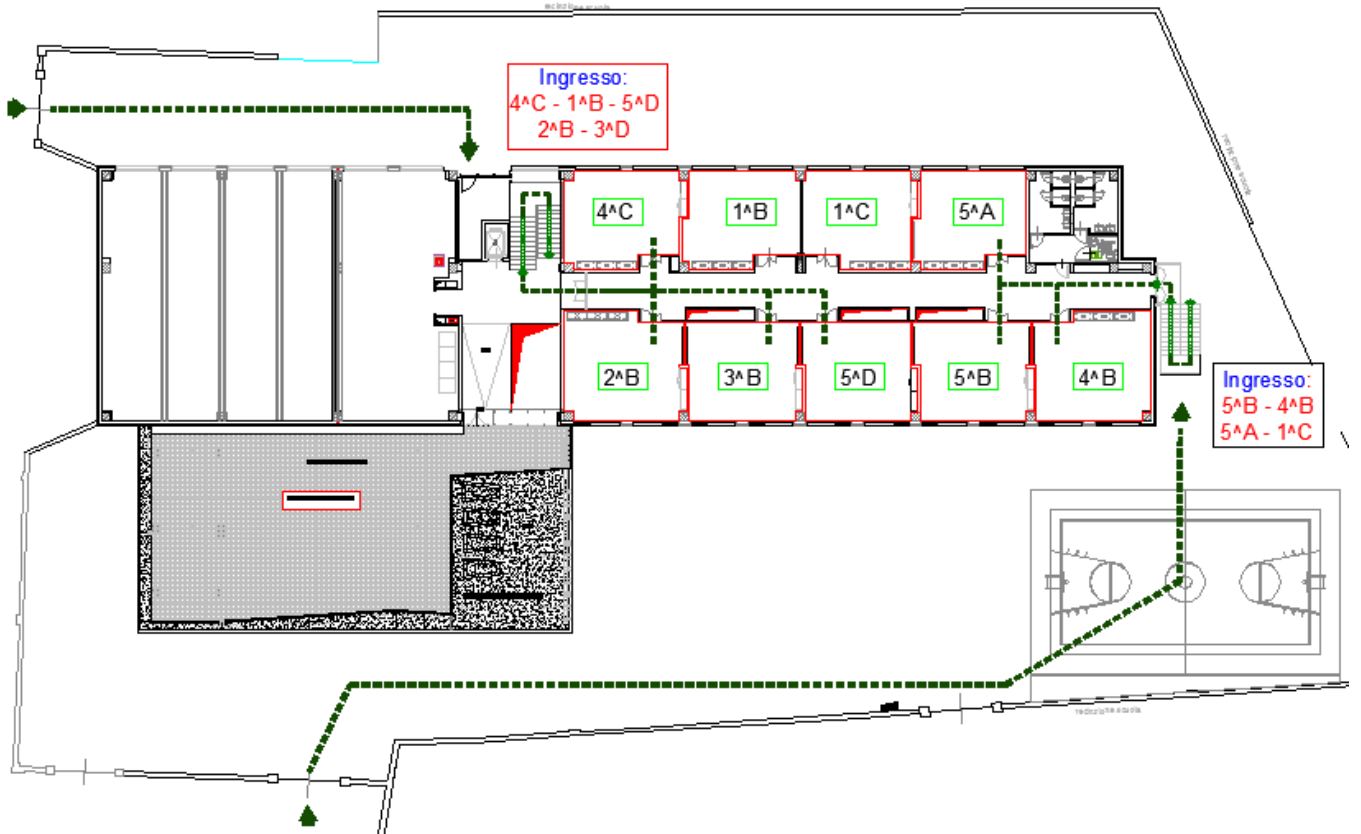 Ingresso:
4^C - 1^B - 5^D
2^B - 3^D
4^C
1^B
1^C
5^A
2^B
3^B
5^D
5^B
4^B
Ingresso:
5^B - 4^B
5^A - 1^C